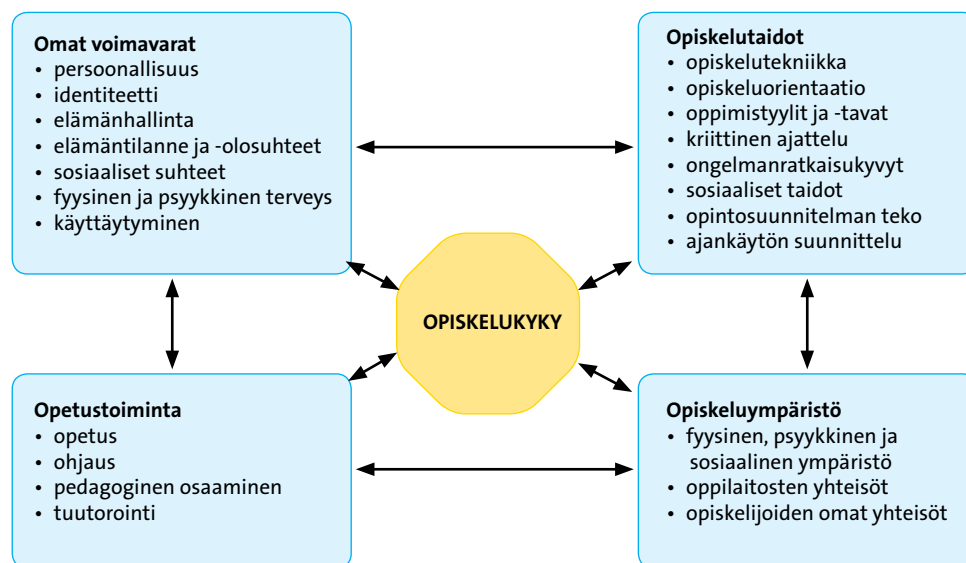 Omat voimavarat
• persoonallisuus
• identiteetti
• elämänhallinta
• elämäntilanne ja -olosuhteet
• sosiaaliset suhteet
• fyysinen ja psyykkinen terveys
• käyttäytyminen
Opiskelutaidot
• opiskelutekniikka
• opiskeluorientaatio
• oppimistyylit ja -tavat
• kriittinen ajattelu
• ongelmanratkaisukyvyt
• sosiaaliset taidot
• opintosuunnitelman teko
• ajankäytön suunnittelu
OPISKELUKYKY
Opetustoiminta
• opetus
• ohjaus
• pedagoginen osaaminen
• tuutorointi
Opiskeluympäristö
• fyysinen, psyykkinen ja
sosiaalinen ympäristö
• oppilaitosten yhteisöt
• opiskelijoiden omat yhteisöt